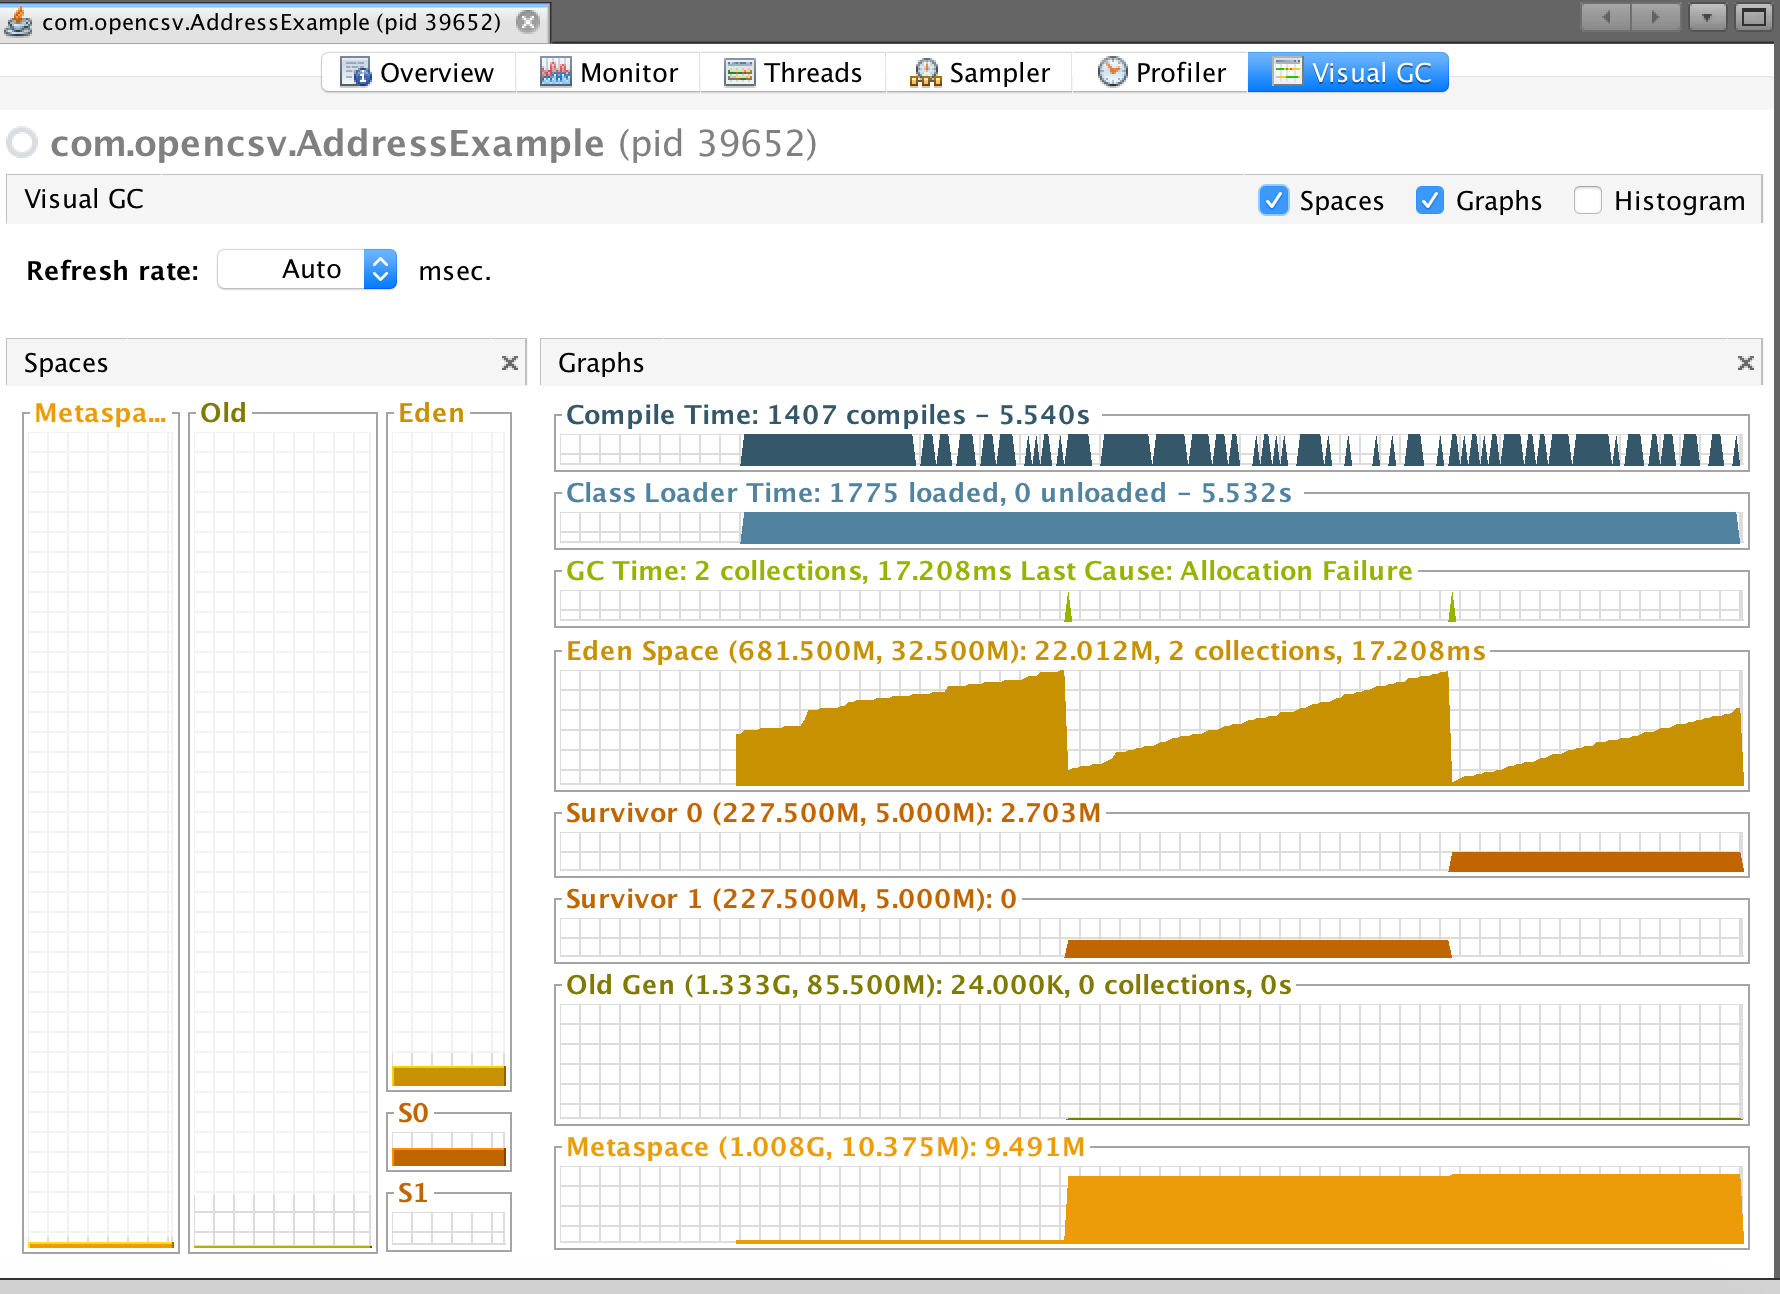 com.opencsv.AddressExample (pid 39652)
Overview Monitor Threads Sampler Profiler Visual GC
com.opencsv.AddressExample (pid 39652)
Visual GC Spaces Graphs Histogram
Refresh rate: Auto msec.
Spaces
Metaspa...
Old
Eden
S0
S1
Graphs
Compile Time: 1407 compiles - 5.540s
Class Loader Time: 1775 loaded, 0 unloaded - 5.532s
GC Time: 2 collections, 17.208ms Last Cause: Allocation Failure
Eden Space (681.500M, 32.500M): 22.012M, 2 collections, 17.208ms
Survivor 0 (227.500M, 5.000M): 2.703M
Survivor 1 (227.500M, 5.000M): 0
Old Gen (1.333G, 85.500M): 24.000K, 0 collections, 0s
Metaspace (1.008G, 10.375M): 9.491M